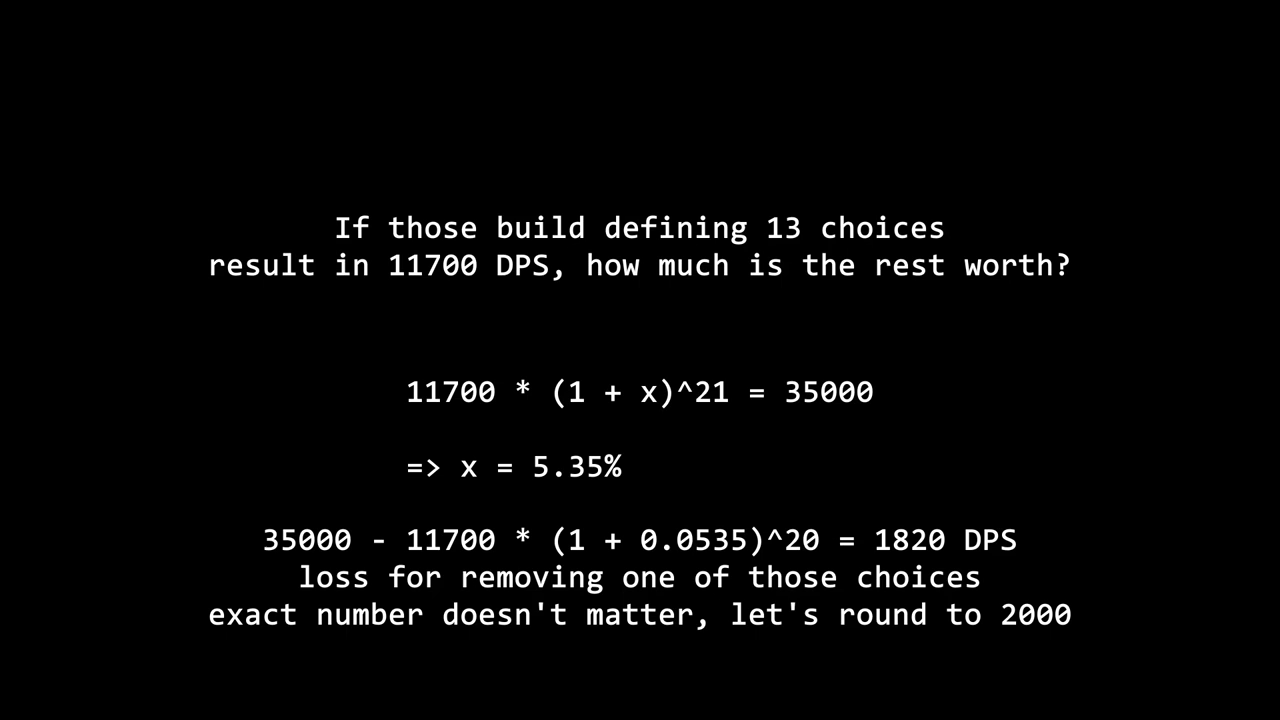 If those build defining 13 choices
result in 11700 DPS, how much is the rest worth?
11700 * (1 + x)^21 = 35000
=> x = 5.35%
35000 - 11700 * (1 + 0.0535)^20 = 1820 DPS
loss for removing one of those choices
exact number doesn't matter, let's round to 2000